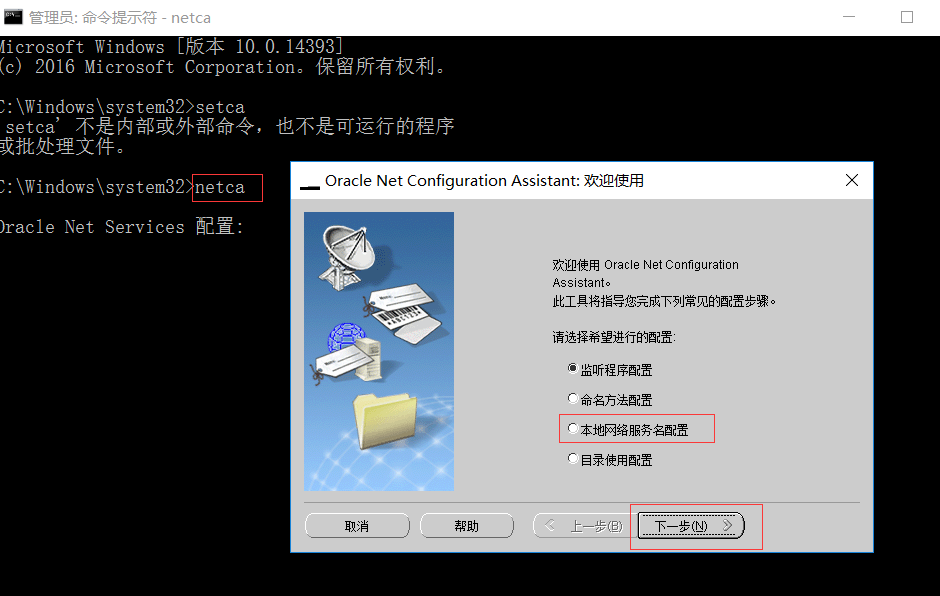 管理员: 命令提示符 - netca
Microsoft Windows [版本 10.0.14393]
(c) 2016 Microsoft Corporation。保留所有权利。
C:\Windows\system32>setca
'setca' 不是内部或外部命令，也不是可运行的程序
或批处理文件。
C:\Windows\system32>netca
Oracle Net Services 配置:
Oracle Net Configuration Assistant: 欢迎使用
欢迎使用 Oracle Net Configuration
Assistant。
此工具将指导您完成下列常见的配置步骤。
请选择希望进行的配置:
监听程序配置
命名方法配置
本地网络服务名配置
目录使用配置
取消
帮助
上一步(B)
下一步(N)